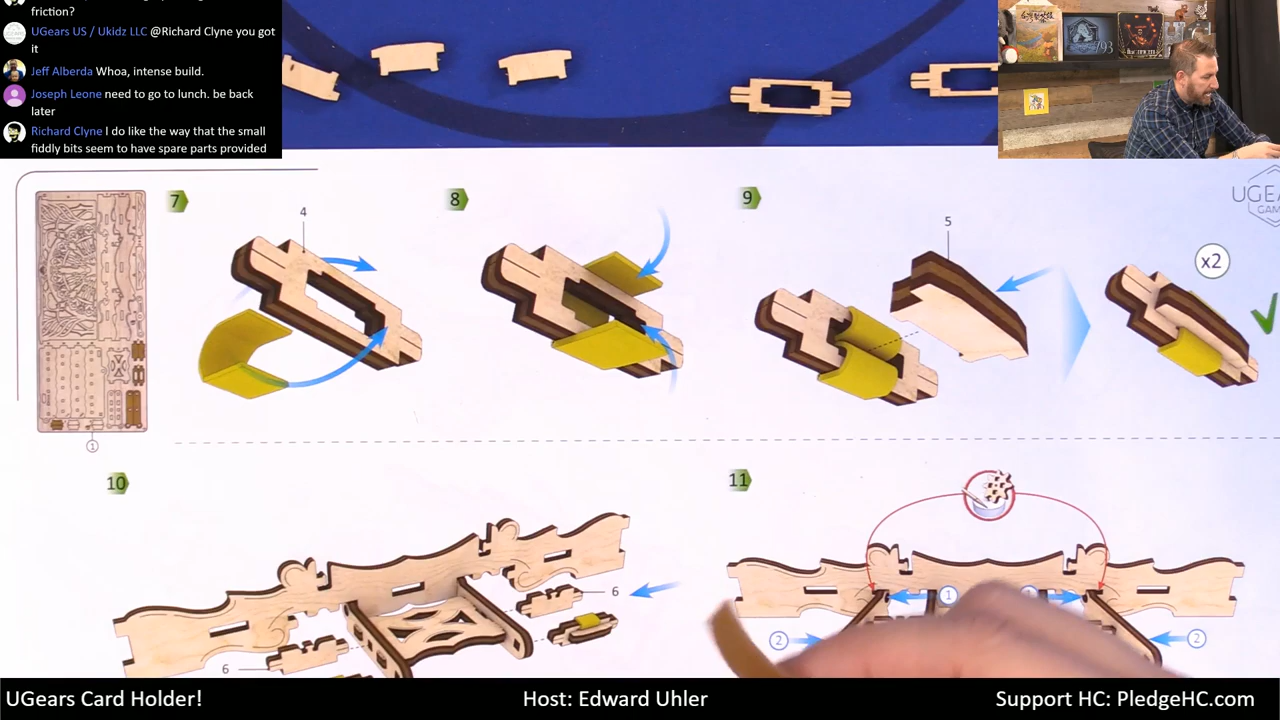 friction?
UGears US / Ukidz LLC @Richard Clyne you got
it
Jeff Alberda Whoa, intense build.
Joseph Leone need to go to lunch. be back
later
Richard Clyne I do like the way that the small
fiddly bits seem to have spare parts provided
793
7
4
8
9
5
x2
1
10
6
6
11
1
2
2
UGears Card Holder!
Host: Edward Uhler
Support HC: PledgeHC.com